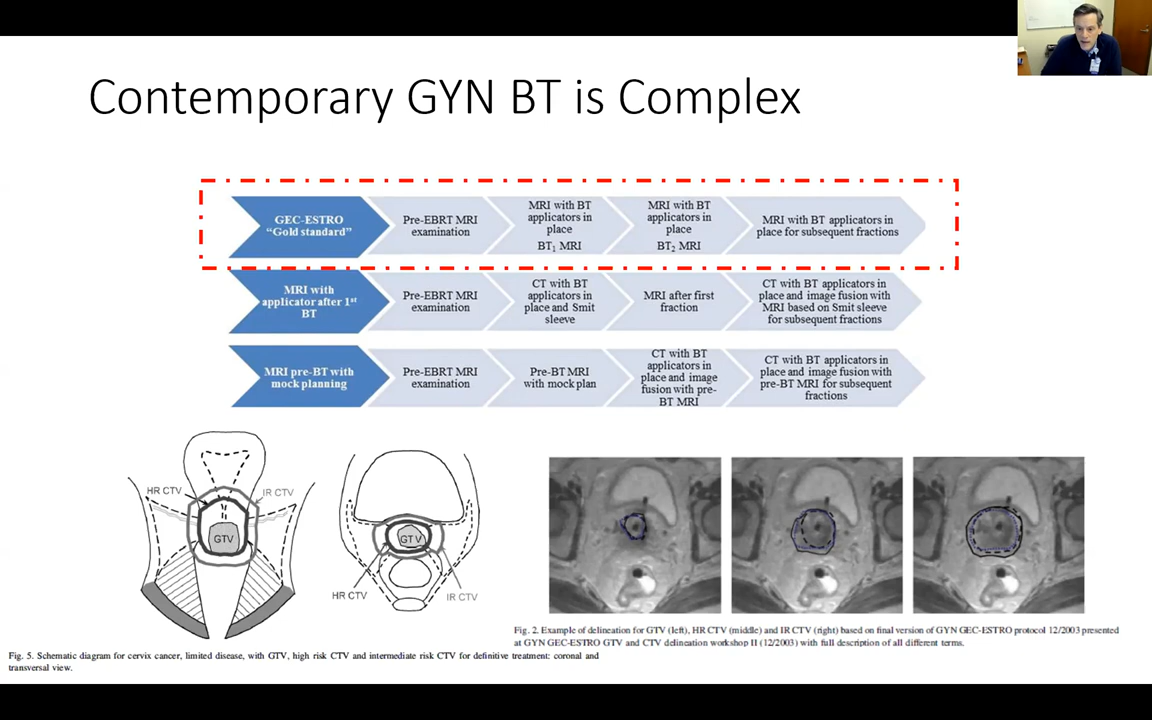 Contemporary GYN BT is Complex
GEC-ESTRO
“Gold standard”
Pre-EBRT MRI
examination
MRI with BT
applicators in
place
BT1 MRI
MRI with BT
applicators in
place
BT2 MRI
MRI with BT applicators in
place for subsequent fractions
MRI with
applicator after 1st
BT
Pre-EBRT MRI
examination
CT with BT
applicators in
place and Smit
sleeve
MRI after first
fraction
CT with BT applicators in
place and image fusion with
MRI based on Smit sleeve
for subsequent fractions
MRI pre-BT with
mock planning
Pre-EBRT MRI
examination
Pre-BT MRI
with mock plan
CT with BT
applicators in
place and image
fusion with pre-
BT MRI
CT with BT applicators in
place and image fusion with
pre-BT MRI for subsequent
fractions
HR CTV
IR CTV
GTV
GTV
HR CTV
IR CTV
Fig. 5. Schematic diagram for cervix cancer, limited disease, with GTV, high risk CTV and intermediate risk CTV for definitive treatment: coronal and
transversal view.
Fig. 2. Example of delineation for GTV (left), HR CTV (middle) and IR CTV (right) based on final version of GYN GEC-ESTRO protocol 12/2003 presented
at GYN GEC-ESTRO GTV and CTV delineation workshop II (12/2003) with full description of all different terms.